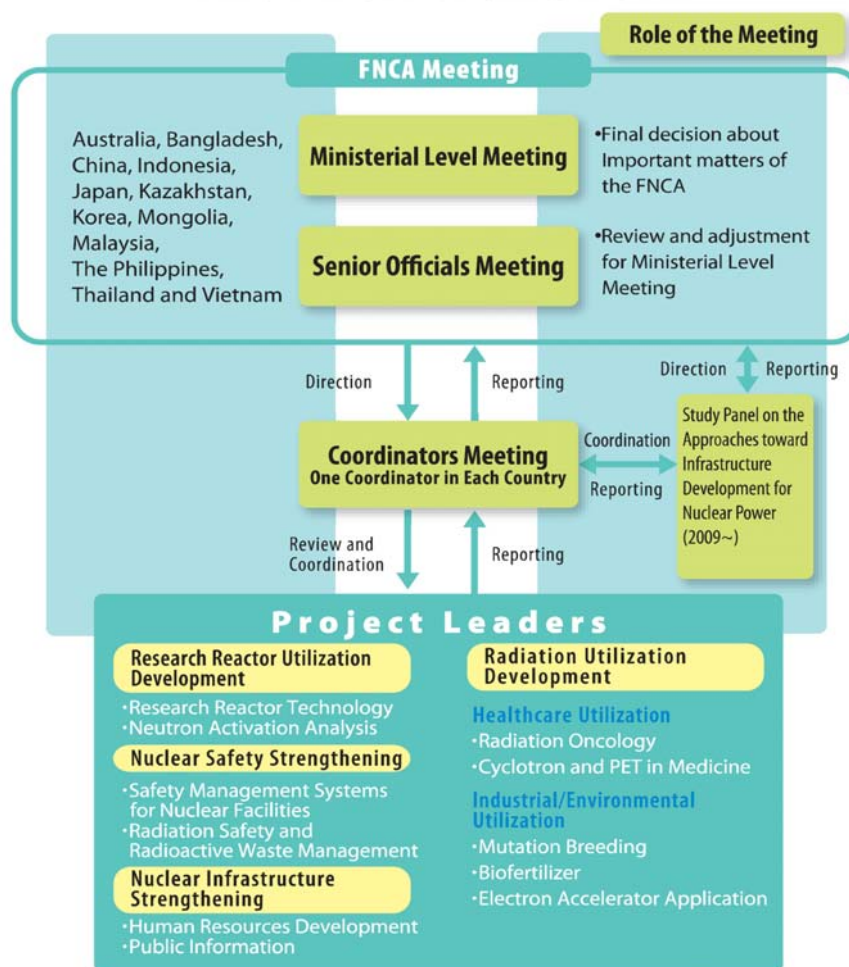 Role of the Meeting
FNCA Meeting
Australia, Bangladesh,
China, Indonesia,
Japan, Kazakhstan,
Korea, Mongolia,
Malaysia,
The Philippines,
Thailand and Vietnam
Ministerial Level Meeting
•Final decision about
Important matters of
the FNCA
Senior Officials Meeting
•Review and adjustment
for Ministerial Level
Meeting
Direction
Reporting
Direction
Reporting
Coordinators Meeting
One Coordinator in Each Country
Coordination
Reporting
Study Panel on the
Approaches toward
Infrastructure
Development for
Nuclear Power
(2009~)
Review and
Coordination
Reporting
Project Leaders
Research Reactor Utilization
Development
•Research Reactor Technology
•Neutron Activation Analysis
Nuclear Safety Strengthening
•Safety Management Systems
for Nuclear Facilities
•Radiation Safety and
Radioactive Waste Management
Nuclear Infrastructure
Strengthening
•Human Resources Development
•Public Information
Radiation Utilization
Development
Healthcare Utilization
•Radiation Oncology
•Cyclotron and PET in Medicine
Industrial/Environmental
Utilization
•Mutation Breeding
•Biofertilizer
•Electron Accelerator Application